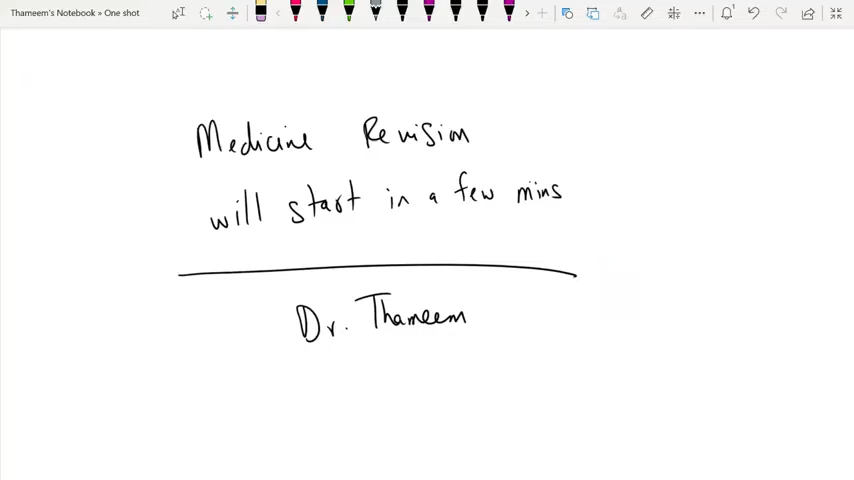 Thameem's Notebook » One shot
Medicine Revision
will start in a few mins
Dr. Thameem